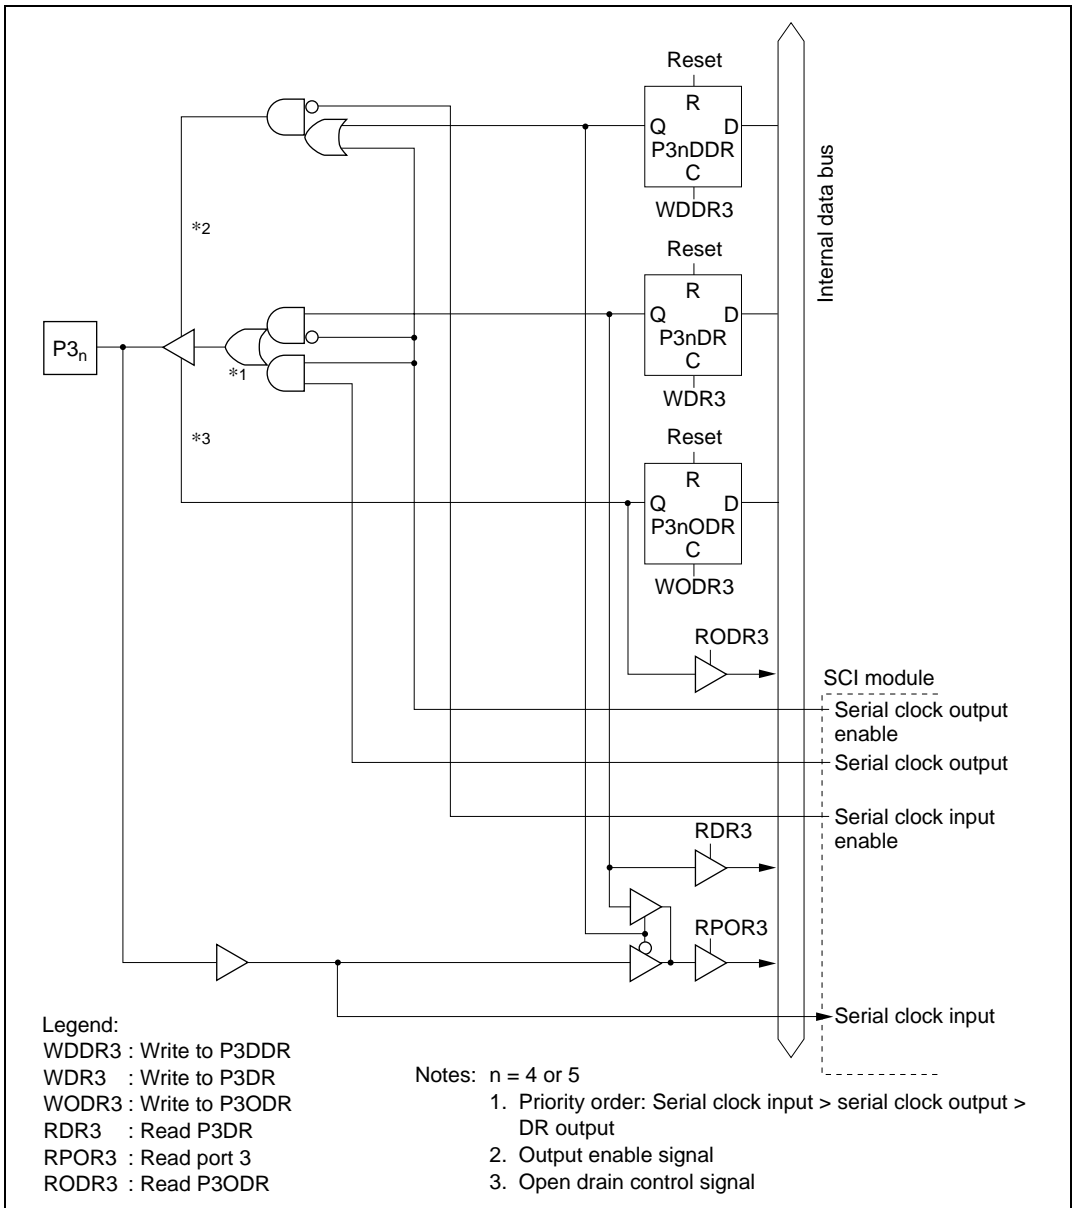 Reset
R
Q D
P3nDDR
C
WDDR3
Internal data bus
*2
Reset
R
Q D
P3nDR
C
WDR3
P3n
*1
*3
Reset
R
Q D
P3nODR
C
WODR3
RODR3
SCI module
Serial clock output
enable
Serial clock output
Serial clock input
enable
RDR3
RPOR3
Serial clock input
Legend:
WDDR3 : Write to P3DDR
WDR3 : Write to P3DR
WODR3 : Write to P3ODR
RDR3 : Read P3DR
RPOR3 : Read port 3
RODR3 : Read P3ODR
Notes: n = 4 or 5
1. Priority order: Serial clock input > serial clock output >
DR output
2. Output enable signal
3. Open drain control signal